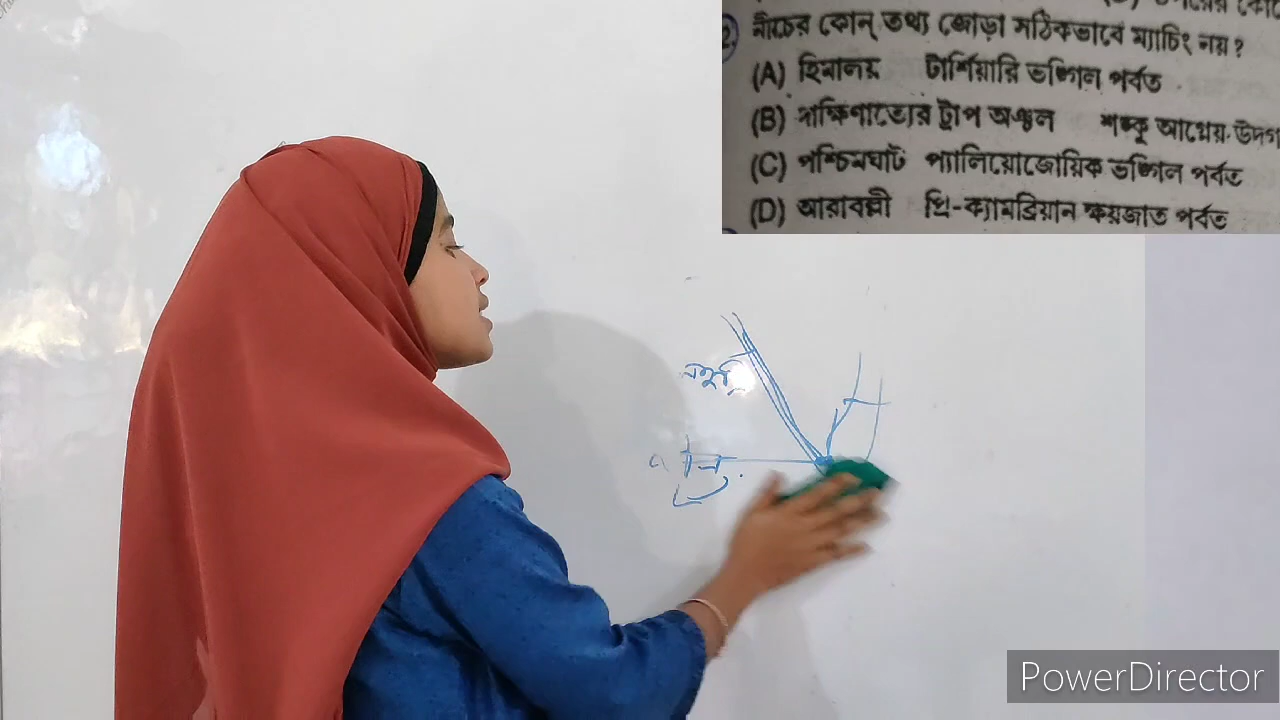 নীচের কোন্ তথ্য জোড়া সঠিকভাবে ম্যাচিং নয় ?
(A) হিমালয় টার্শিয়ারি ভঙ্গিল পর্বত
(B) দাক্ষিণাত্যের ট্রাপ অঞ্চল শঙ্কু আগ্নেয় উদগ
(C) পশ্চিমঘাট প্যালিয়োজোয়িক ভঙ্গিল পর্বত
(D) আরাবল্লী প্রি-ক্যামব্রিয়ান ক্ষয়জাত পর্বত
PowerDirector